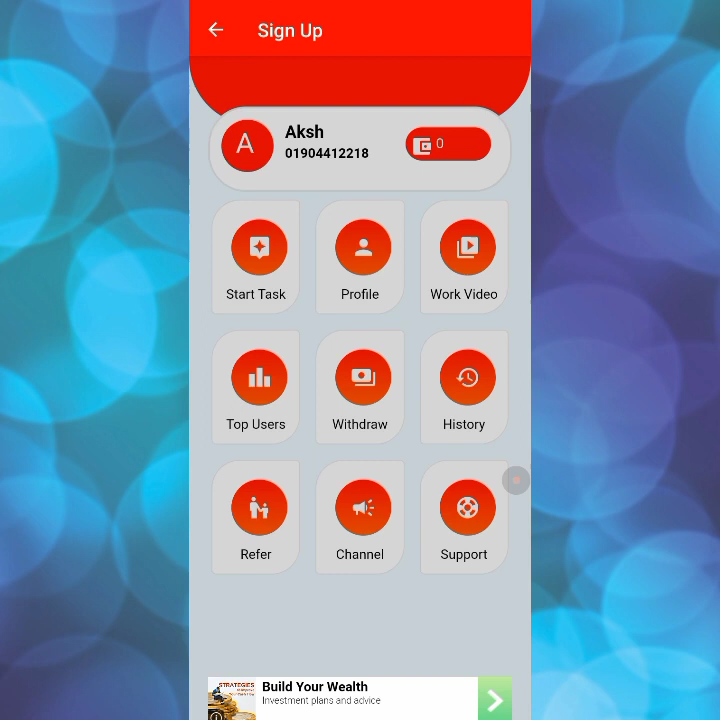 Sign Up
A
Aksh
01904412218
0
Start Task
Profile
Work Video
Top Users
Withdraw
History
Refer
Channel
Support
STRATEGIES
Build Your Wealth
Investment plans and advice